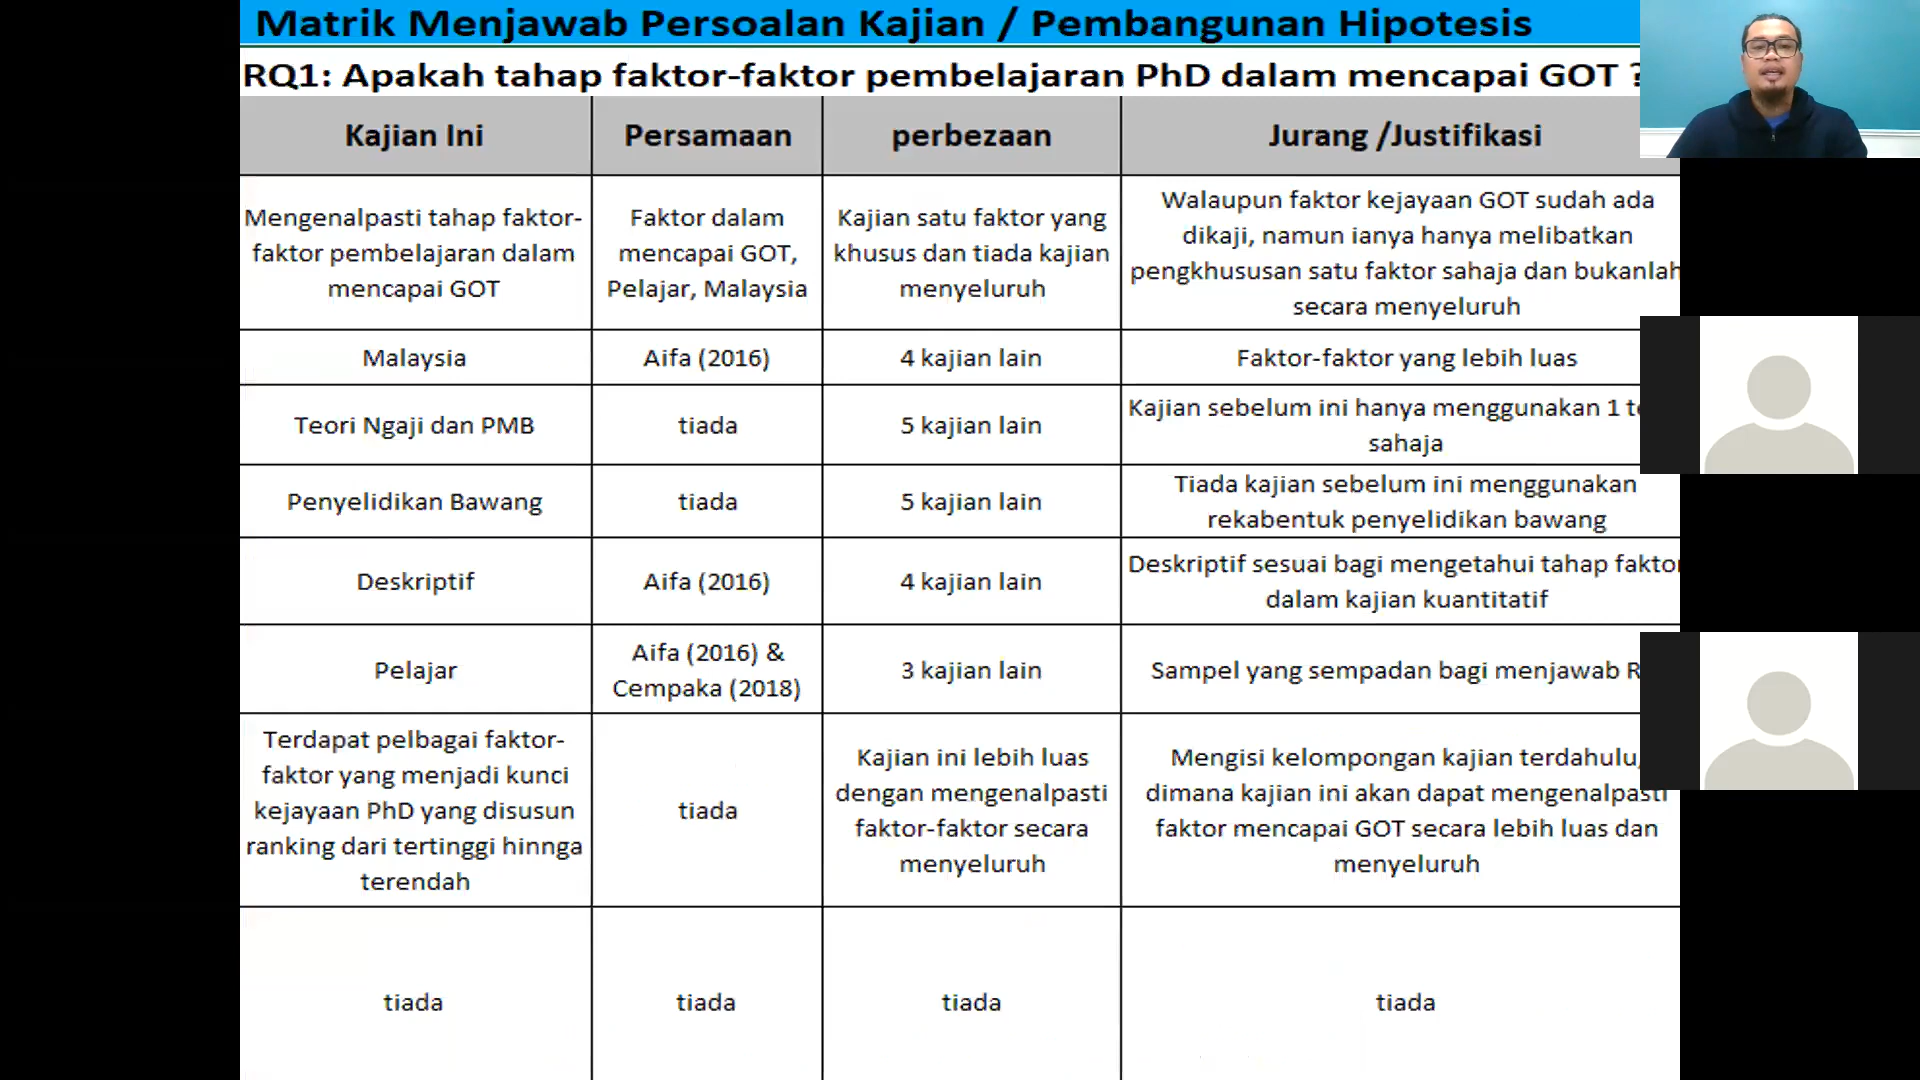 Matrik Menjawab Persoalan Kajian / Pembangunan Hipotesis
RQ1: Apakah tahap faktor-faktor pembelajaran PhD dalam mencapai GOT ?
Kajian Ini
Persamaan
perbezaan
Jurang /Justifikasi
Mengenalpasti tahap faktor-
faktor pembelajaran dalam
mencapai GOT
Faktor dalam
mencapai GOT,
Pelajar, Malaysia
Kajian satu faktor yang
khusus dan tiada kajian
menyeluruh
Walaupun faktor kejayaan GOT sudah ada
dikaji, namun ianya hanya melibatkan
pengkhususan satu faktor sahaja dan bukanlah
secara menyeluruh
Malaysia
Aifa (2016)
4 kajian lain
Faktor-faktor yang lebih luas
Teori Ngaji dan PMB
tiada
5 kajian lain
Kajian sebelum ini hanya menggunakan 1
sahaja
Penyelidikan Bawang
tiada
5 kajian lain
Tiada kajian sebelum ini menggunakan
rekabentuk penyelidikan bawang
Deskriptif
Aifa (2016)
4 kajian lain
Deskriptif sesuai bagi mengetahui tahap faktor
dalam kajian kuantitatif
Pelajar
Aifa (2016) &
Cempaka (2018)
3 kajian lain
Sampel yang sempadan bagi menjawab
Terdapat pelbagai faktor-
faktor yang menjadi kunci
kejayaan PhD yang disusun
ranking dari tertinggi hinnga
terendah
tiada
Kajian ini lebih luas
dengan mengenalpasti
faktor-faktor secara
menyeluruh
Mengisi kelompongan kajian terdahulu,
dimana kajian ini akan dapat mengenalpasti
faktor mencapai GOT secara lebih luas dan
menyeluruh
tiada
tiada
tiada
tiada